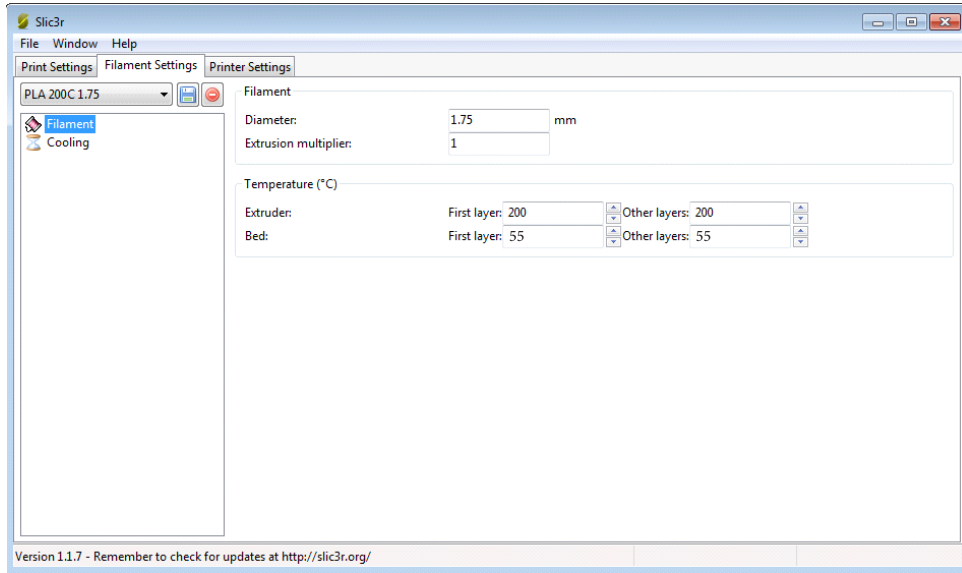 Slic3r
File Window Help
Print Settings Filament Settings Printer Settings
PLA 200C 1.75
Filament
Cooling
Filament
Diameter: 1.75 mm
Extrusion multiplier: 1
Temperature (°C)
Extruder: First layer: 200 Other layers: 200
Bed: First layer: 55 Other layers: 55
Version 1.1.7 - Remember to check for updates at http://slic3r.org/